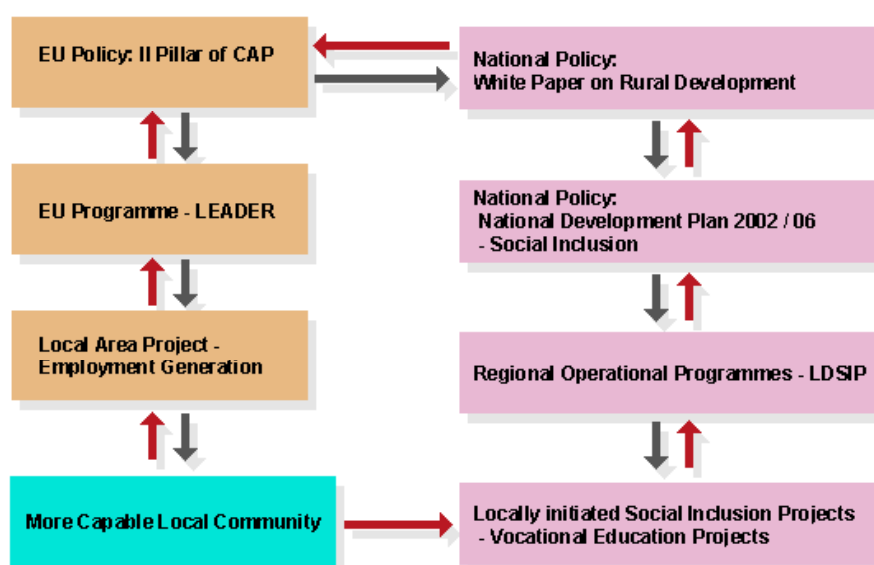 EU Policy: II Pillar of CAP
National Policy:
White Paper on Rural Development
EU Programme - LEADER
National Policy:
National Development Plan 2002 / 06
- Social Inclusion
Local Area Project -
Employment Generation
Regional Operational Programmes - LDSIP
More Capable Local Community
Locally initiated Social Inclusion Projects
- Vocational Education Projects